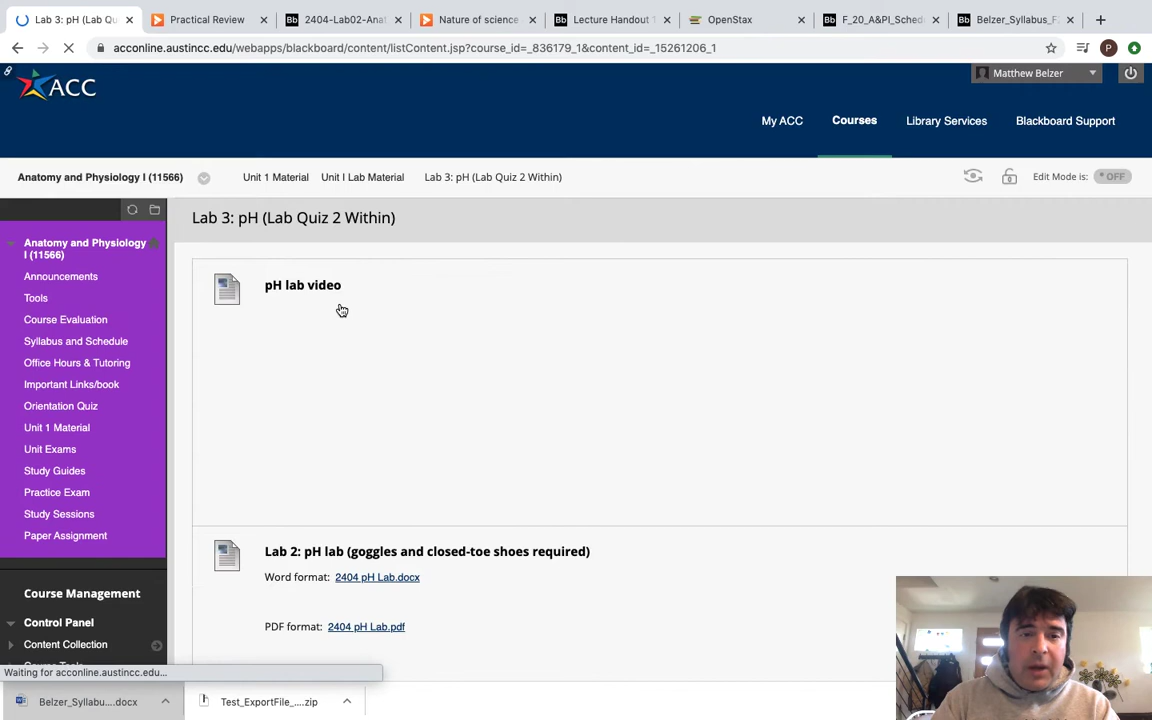 Lab 3: pH (Lab Qu
Practical Review
2404-Lab02-Anat
Nature of science
Lecture Handout 1
OpenStax
F_20_A&PI_Sched
Belzer_Syllabus_F2
acconline.austincc.edu/webapps/blackboard/content/listContent.jsp?course_id=_836179_1&content_id=_15261206_1
P
ACC
Matthew Belzer
My ACC
Courses
Library Services
Blackboard Support
Anatomy and Physiology I (11566)
Unit 1 Material
Unit I Lab Material
Lab 3: pH (Lab Quiz 2 Within)
Edit Mode is:
OFF
Lab 3: pH (Lab Quiz 2 Within)
Anatomy and Physiology
I (11566)
Announcements
Tools
Course Evaluation
Syllabus and Schedule
Office Hours & Tutoring
Important Links/book
Orientation Quiz
Unit 1 Material
Unit Exams
Study Guides
Practice Exam
Study Sessions
Paper Assignment
Course Management
Control Panel
Content Collection
pH lab video
Lab 2: pH lab (goggles and closed-toe shoes required)
Word format: 2404 pH Lab.docx
PDF format: 2404 pH Lab.pdf
Waiting for acconline.austincc.edu...
Belzer_Syllabu....docx
Test_ExportFile_....zip